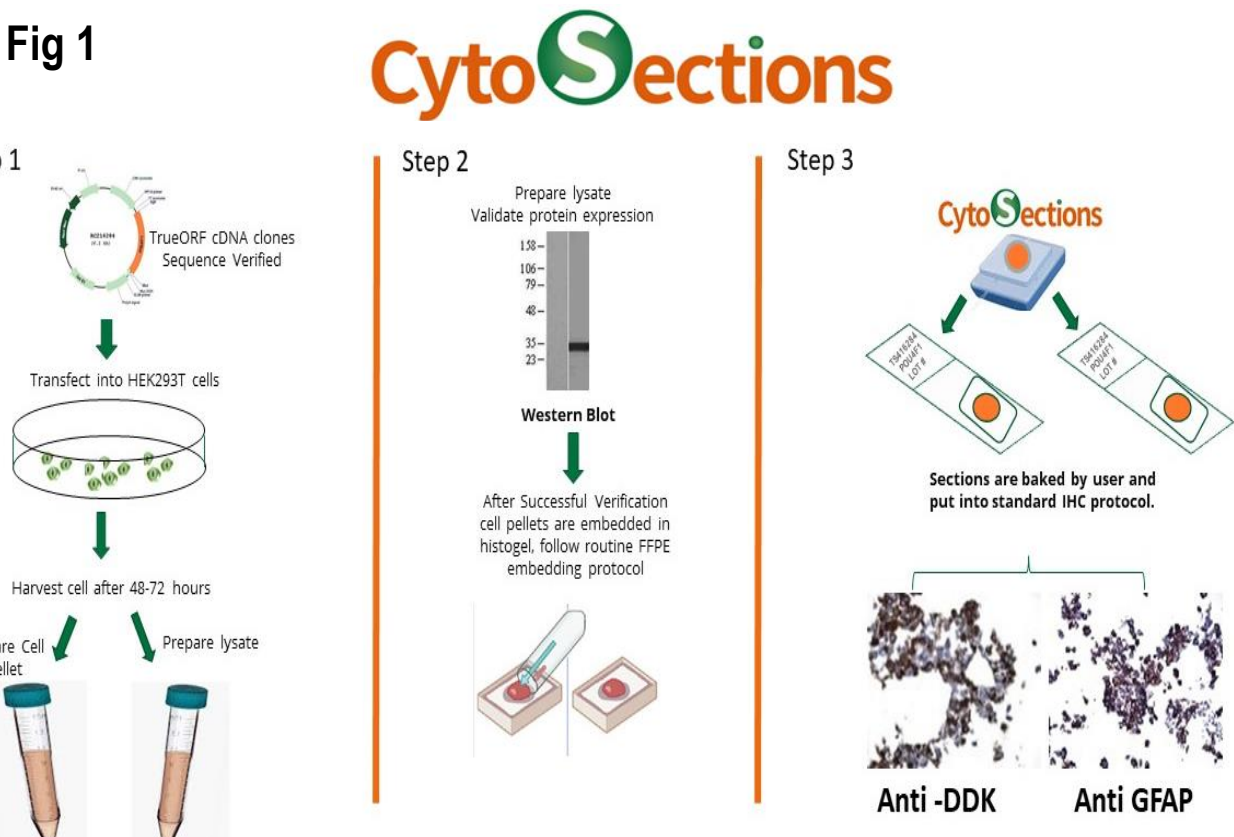 Fig 1
CytoSections
Step 2
Step 3
TrueORF cDNA clones
Sequence Verified
Transfect into HEK293T cells
Harvest cell after 48-72 hours
Prepare lysate
Prepare lysate
Validate protein expression
158
106
79
48
35
23
Western Blot
After Successful Verification
cell pellets are embedded in
histogel, follow routine FFPE
embedding protocol
CytoSections
TS416284
POU4F1
LOT #
TS416284
POU4F1
LOT #
Sections are baked by user and
put into standard IHC protocol.
Anti -DDK
Anti GFAP